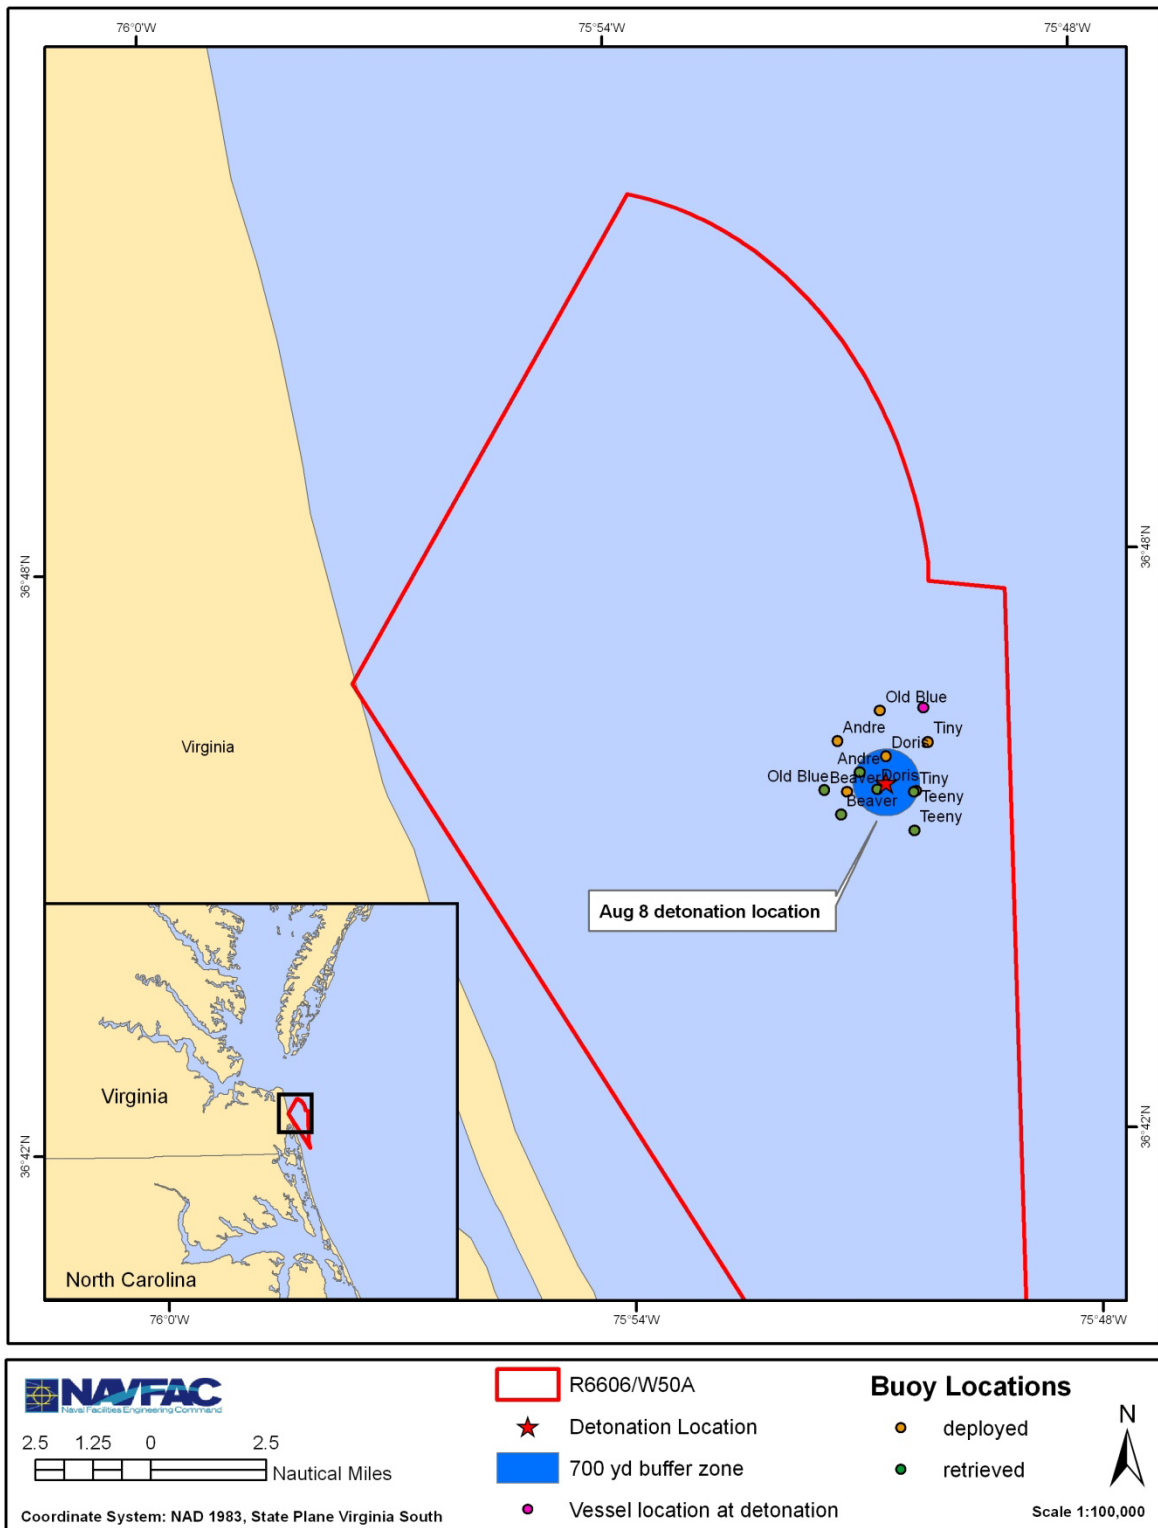 76°0'W 75°54'W 75°48'W
36°48'N
36°48'N
Old Blue
Andre
Tiny
Doris
Virginia
Andre
Old Blue
Beaver
Doris
Tiny
Beaver
Teeny
Teeny
Aug 8 detonation location
Virginia
36°42'N
36°42'N
North Carolina
76°0'W 75°54'W 75°48'W
NAVFAC
Naval Facilities Engineering Command
2.5 1.25 0 2.5
Nautical Miles
Coordinate System: NAD 1983, State Plane Virginia South
R6606/W50A
Detonation Location
700 yd buffer zone
Vessel location at detonation
Buoy Locations
deployed
retrieved
N
Scale 1:100,000